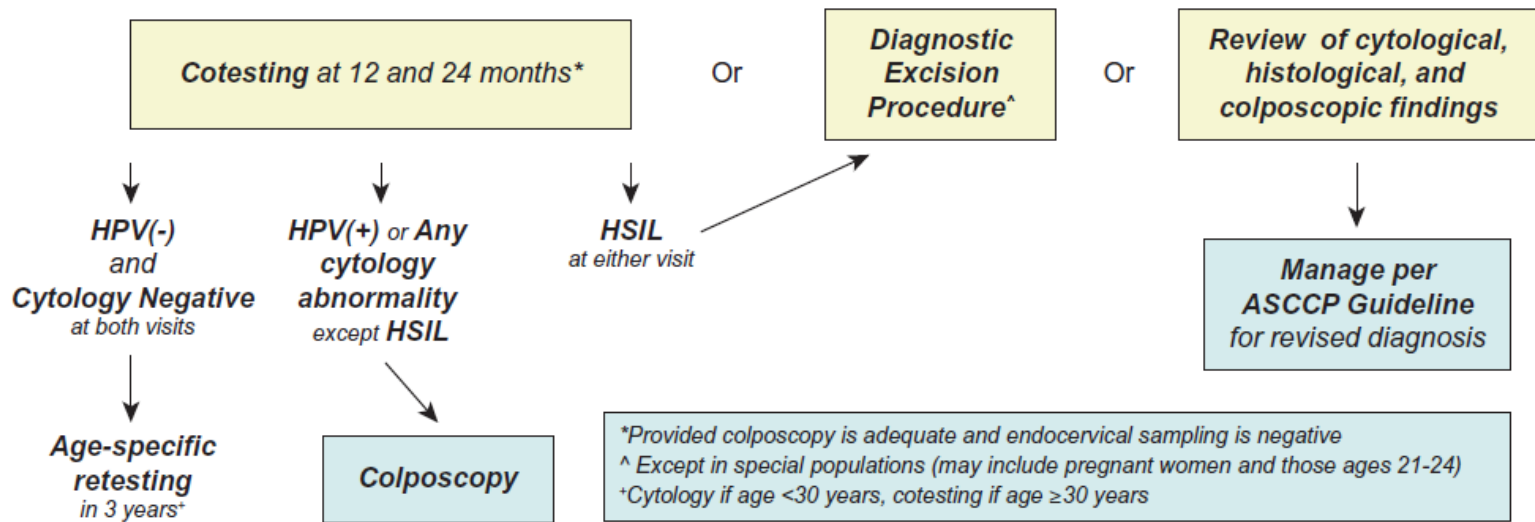 Cotesting at 12 and 24 months*
Or
Diagnostic
Excision
Procedure^
Or
Review of cytological,
histological, and
colposcopic findings
HPV(-)
and
Cytology Negative
at both visits
HPV(+) or Any
cytology
abnormality
except HSIL
HSIL
at either visit
Manage per
ASCCP Guideline
for revised diagnosis
Age-specific
retesting
in 3 years+
Colposcopy
*Provided colposcopy is adequate and endocervical sampling is negative
^ Except in special populations (may include pregnant women and those ages 21-24)
+Cytology if age <30 years, cotesting if age ≥30 years